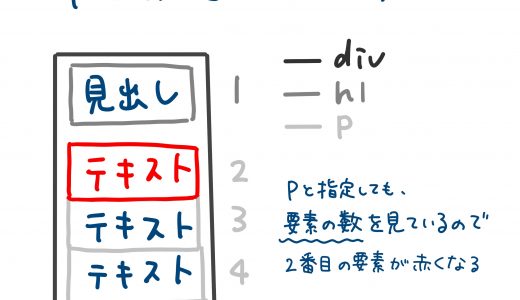 見出し 1
テキスト 2
テキスト 3
テキスト 4
div
h1
p
Pと指定しても、
要素の数を見ているので
2番目の要素が赤くなる